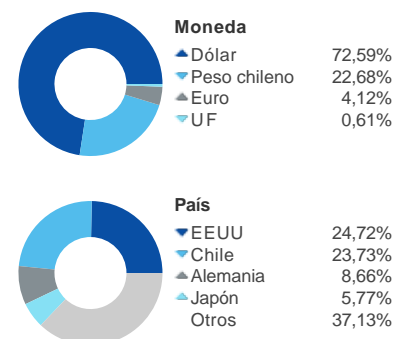 Moneda
Dólar 72,59%
Peso chileno 22,68%
Euro 4,12%
UF 0,61%
País
EEUU 24,72%
Chile 23,73%
Alemania 8,66%
Japón 5,77%
Otros 37,13%